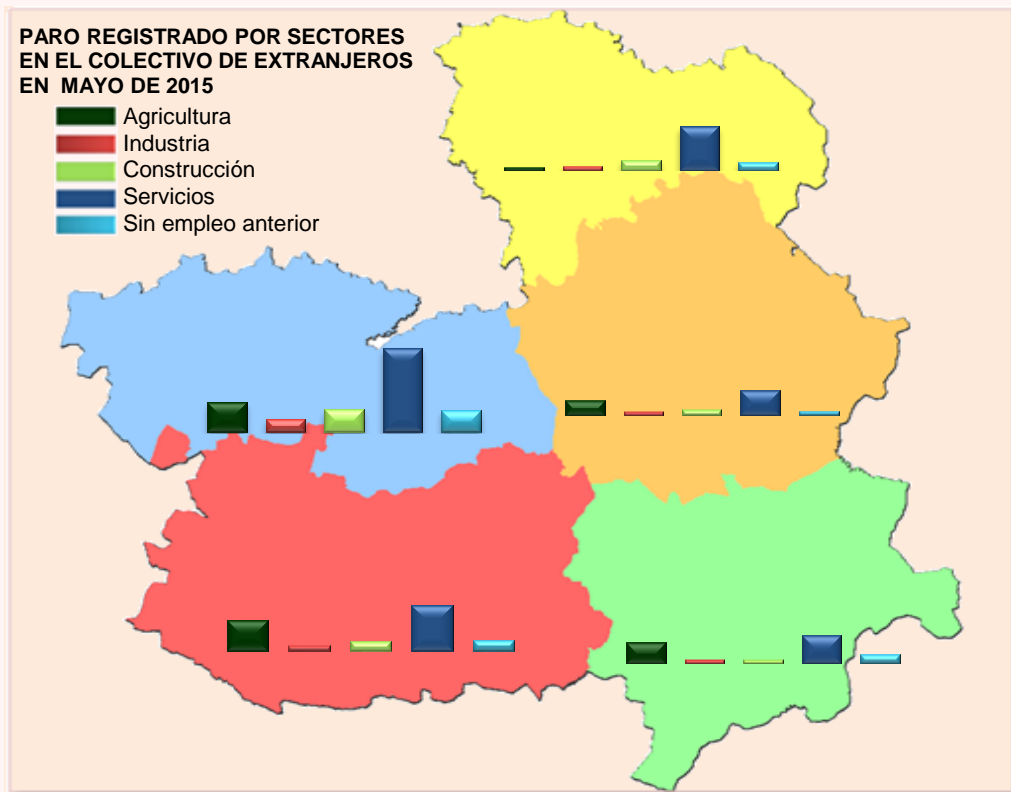 PARO REGISTRADO POR SECTORES
EN EL COLECTIVO DE EXTRANJEROS
EN MAYO DE 2015
Agricultura
Industria
Construcción
Servicios
Sin empleo anterior